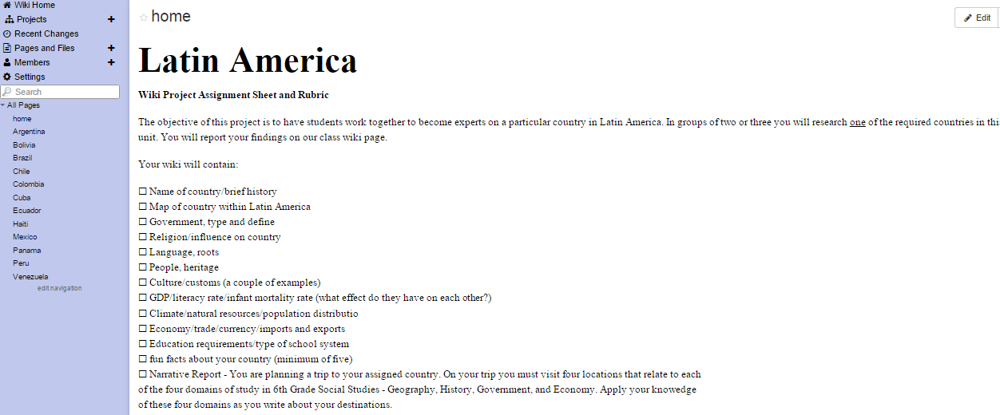 Wiki Home
Projects
Recent Changes
Pages and Files
Members
Settings
Search
All Pages
home
Argentina
Bolivia
Brazil
Chile
Colombia
Cuba
Ecuador
Haiti
Mexico
Panama
Peru
Venezuela
edit navigation
home
Edit
Latin America
Wiki Project Assignment Sheet and Rubric
The objective of this project is to have students work together to become experts on a particular country in Latin America. In groups of two or three you will research one of the required countries in this
unit. You will report your findings on our class wiki page.
Your wiki will contain:
☐ Name of country/brief history
☐ Map of country within Latin America
☐ Government, type and define
☐ Religion/influence on country
☐ Language, roots
☐ People, heritage
☐ Culture/customs (a couple of examples)
☐ GDP/literacy rate/infant mortality rate (what effect do they have on each other?)
☐ Climate/natural resources/population distributio
☐ Economy/trade/currency/imports and exports
☐ Education requirements/type of school system
☐ fun facts about your country (minimum of five)
☐ Narrative Report - You are planning a trip to your assigned country. On your trip you must visit four locations that relate to each
of the four domains of study in 6th Grade Social Studies - Geography, History, Government, and Economy. Apply your knowedge
of these four domains as you write about your destinations.